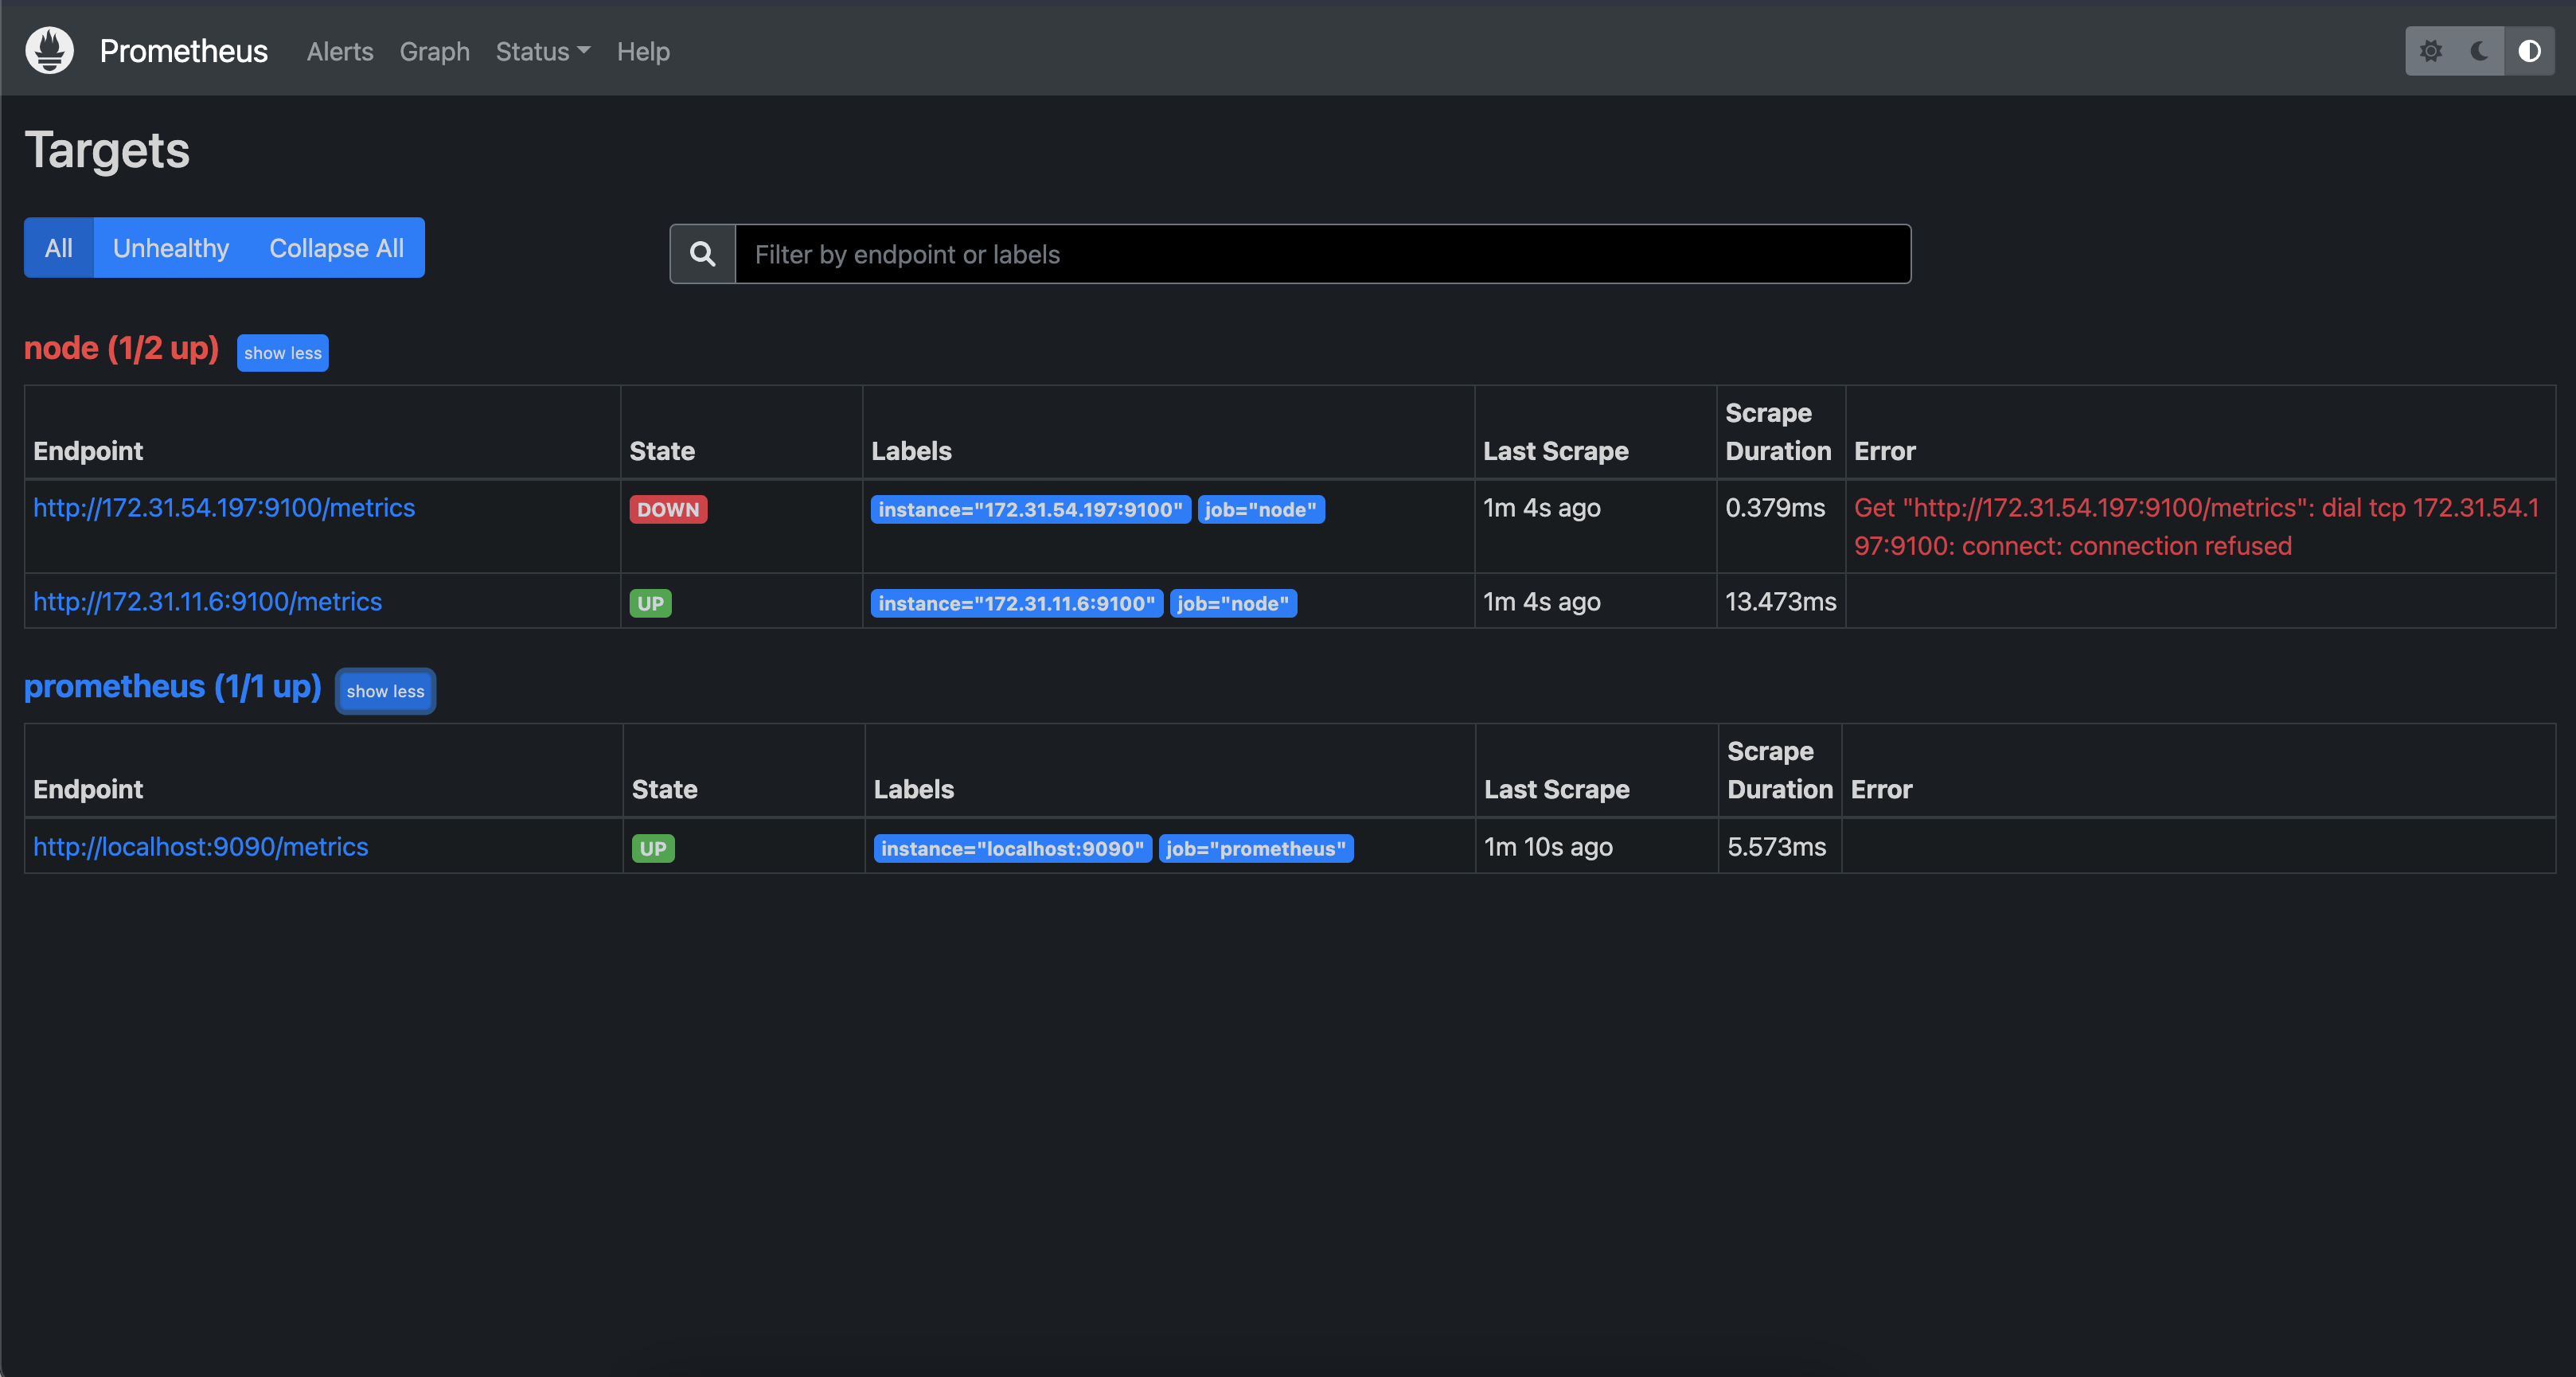 Prometheus Alerts Graph Status Help
Targets
All Unhealthy Collapse All
Filter by endpoint or labels
node (1/2 up) show less
Endpoint State Labels Last Scrape Scrape Duration Error
http://172.31.54.197:9100/metrics DOWN instance="172.31.54.197:9100" job="node" 1m 4s ago 0.379ms Get "http://172.31.54.197:9100/metrics": dial tcp 172.31.54.1
97:9100: connect: connection refused
http://172.31.11.6:9100/metrics UP instance="172.31.11.6:9100" job="node" 1m 4s ago 13.473ms
prometheus (1/1 up) show less
Endpoint State Labels Last Scrape Scrape Duration Error
http://localhost:9090/metrics UP instance="localhost:9090" job="prometheus" 1m 10s ago 5.573ms